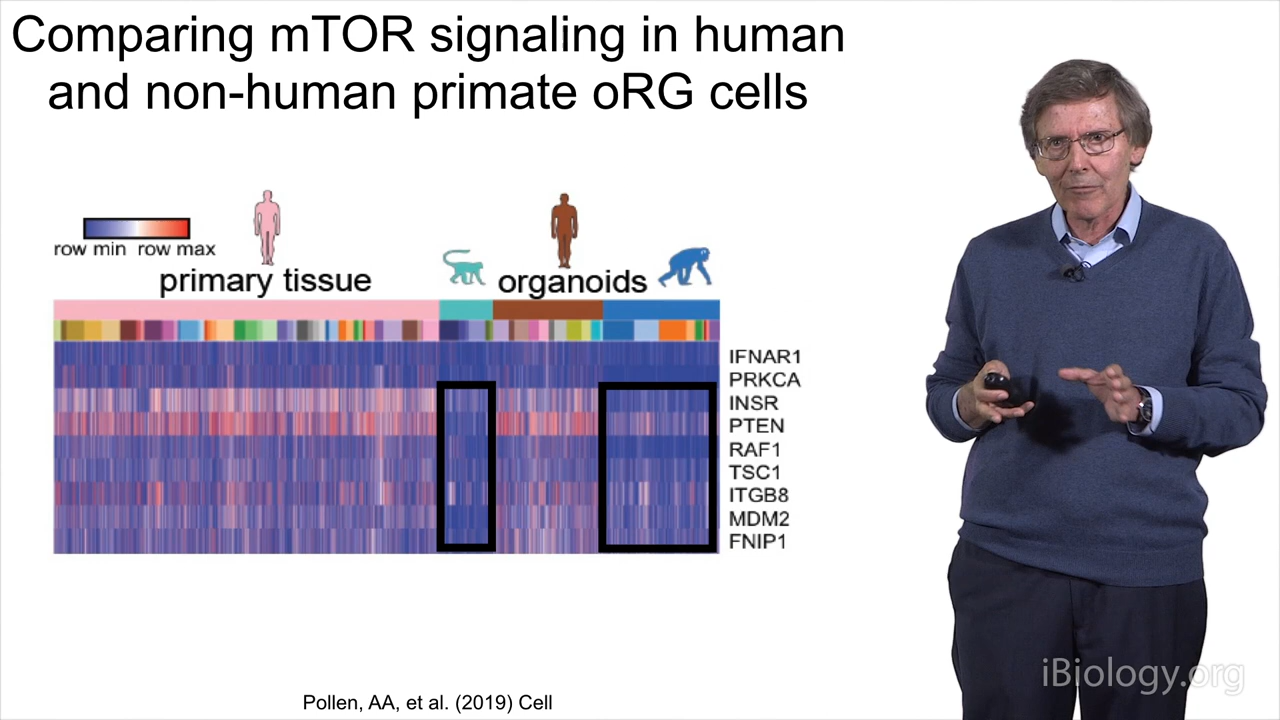 Comparing mTOR signaling in human
and non-human primate oRG cells
row min row max
primary tissue
organoids
IFNAR1
PRKCA
INSR
PTEN
RAF1
TSC1
ITGB8
MDM2
FNIP1
Pollen, AA, et al. (2019) Cell
iBiology.org